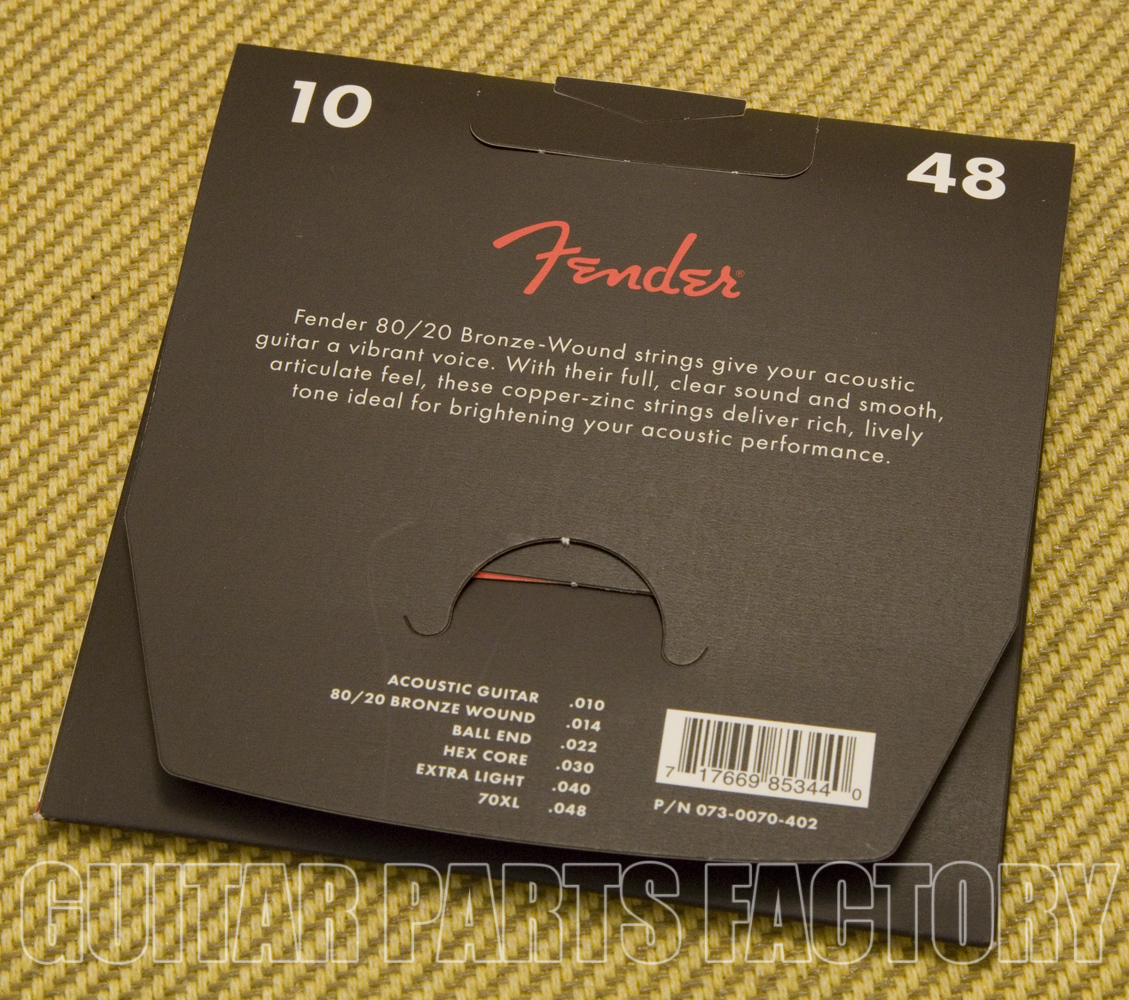 10
48
Fender®
Fender 80/20 Bronze-Wound strings give your acoustic
guitar a vibrant voice. With their full, clear sound and smooth,
articulate feel, these copper-zinc strings deliver rich, lively
tone ideal for brightening your acoustic performance.
ACOUSTIC GUITAR .010
80/20 BRONZE WOUND .014
BALL END .022
HEX CORE .030
EXTRA LIGHT .040
70XL .048
7 17669 85344 0
P/N 073-0070-402
GUITAR PARTS FACTORY